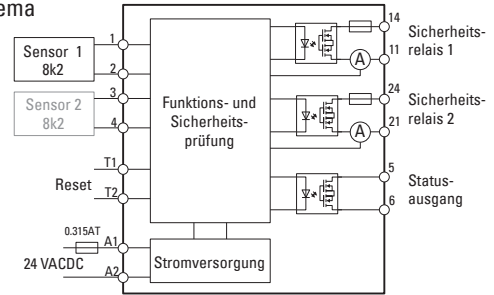 ema
Sensor 1
8k2
Sensor 2
8k2
Reset
0.315AT
24 VACDC
1
2
3
4
T1
T2
A1
A2
Funktions- und
Sicherheits-
prüfung
Stromversorgung
A
A
14
11
24
21
5
6
Sicherheits-
relais 1
Sicherheits-
relais 2
Status-
ausgang